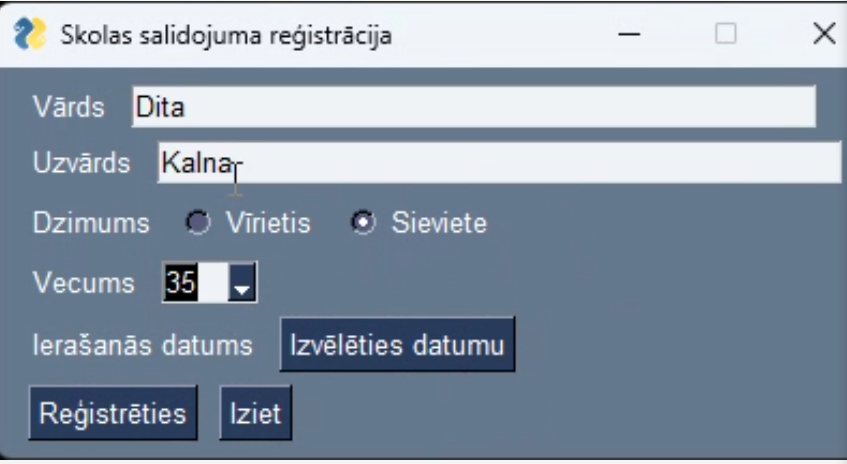 Skolas salidojuma reģistrācija
Vārds Dita
Uzvārds Kalna
Dzimums Vīrietis Sieviete
Vecums 35
Ierašanās datums Izvēlēties datumu
Reģistrēties Iziet